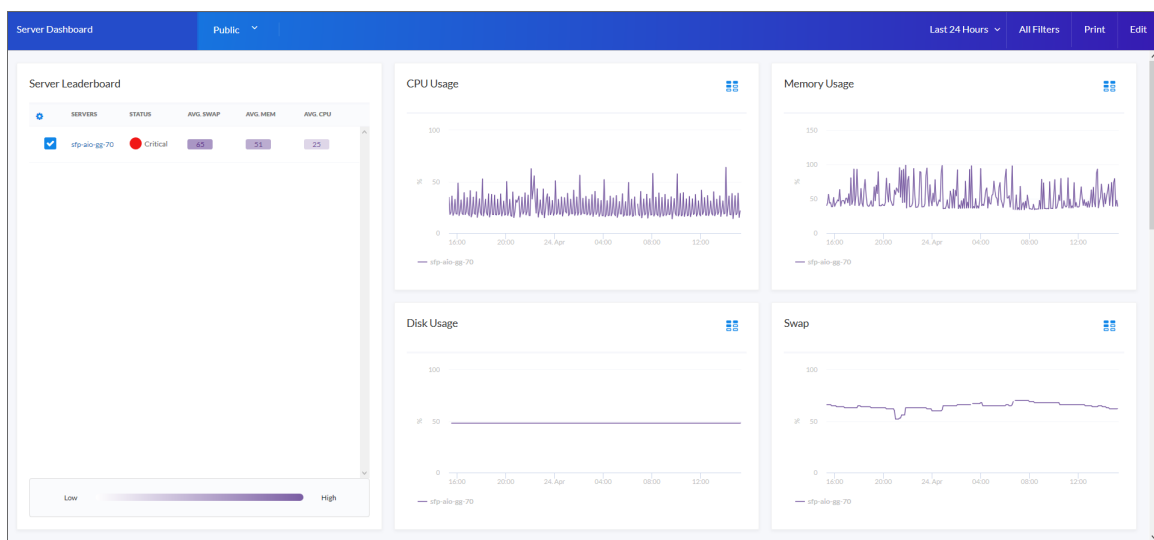 Server Dashboard
Public
Last 24 Hours
All Filters
Print
Edit
Server Leaderboard
SERVERS STATUS AVG. SWAP AVG. MEM AVG. CPU
sfp-aio-gg-70 Critical 65 51 25
Low High
CPU Usage
100
50
0
%
16:00 20:00 24. Apr 04:00 08:00 12:00
sfp-aio-gg-70
Memory Usage
150
100
50
0
%
16:00 20:00 24. Apr 04:00 08:00 12:00
sfp-aio-gg-70
Disk Usage
100
50
0
%
16:00 20:00 24. Apr 04:00 08:00 12:00
sfp-aio-gg-70
Swap
100
50
0
%
16:00 20:00 24. Apr 04:00 08:00 12:00
sfp-aio-gg-70